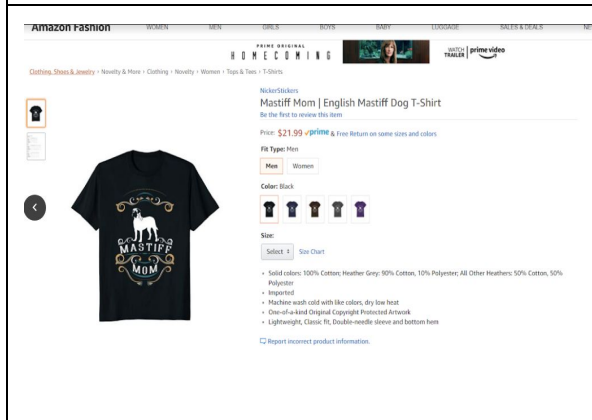 Amazon Fashion WOMEN MEN GIRLS BOYS BABY LUGGAGE SALES & DEALS
PRIME ORIGINAL
HOMECOMING
WATCH TRAILER prime video
Clothing, Shoes & Jewelry › Novelty & More › Clothing › Novelty › Women › Tops & Tees › T-Shirts
NickerStickers
Mastiff Mom | English Mastiff Dog T-Shirt
Be the first to review this item
Price: $21.99 prime & Free Return on some sizes and colors
Fit Type: Men
Men Women
Color: Black
Size:
Select Size Chart
• Solid colors: 100% Cotton; Heather Grey: 90% Cotton, 10% Polyester; All Other Heathers: 50% Cotton, 50%
Polyester
• Imported
• Machine wash cold with like colors, dry low heat
• One-of-a-kind Original Copyright Protected Artwork
• Lightweight, Classic fit, Double-needle sleeve and bottom hem
Report incorrect product information.
MASTIFF
MOM